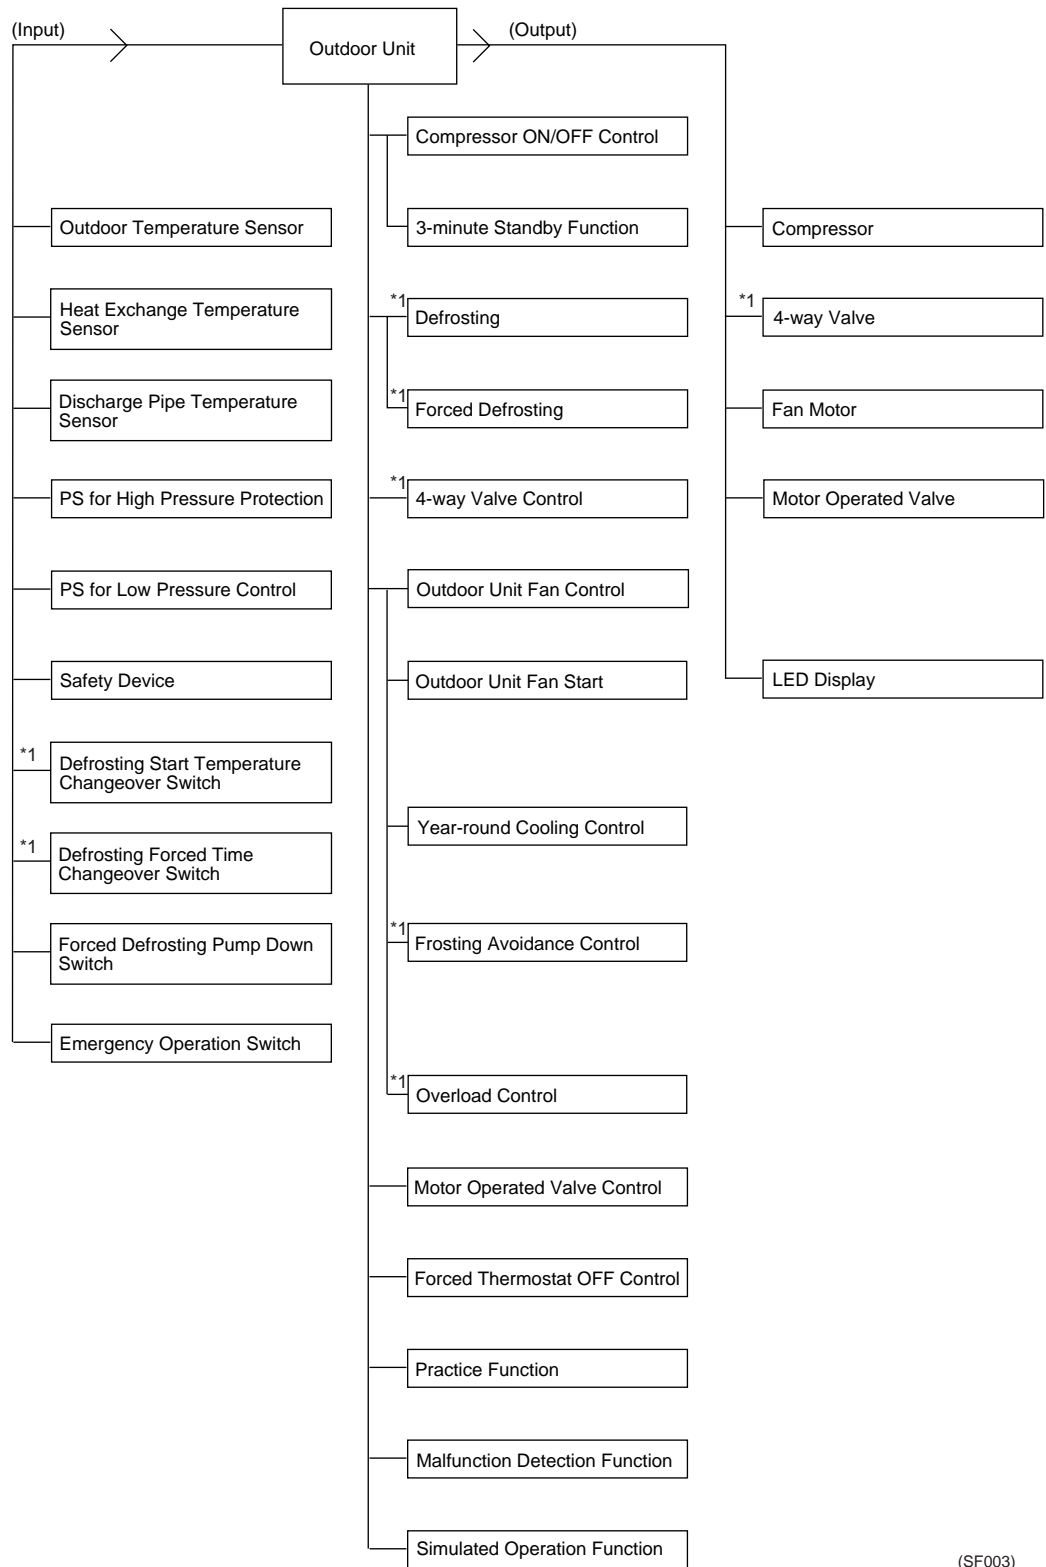 (Input)
Outdoor Unit
(Output)
Outdoor Temperature Sensor
Heat Exchange Temperature
Sensor
Discharge Pipe Temperature
Sensor
PS for High Pressure Protection
PS for Low Pressure Control
Safety Device
*1
Defrosting Start Temperature
Changeover Switch
*1
Defrosting Forced Time
Changeover Switch
Forced Defrosting Pump Down
Switch
Emergency Operation Switch
Compressor ON/OFF Control
3-minute Standby Function
*1
Defrosting
*1
Forced Defrosting
*1
4-way Valve Control
Outdoor Unit Fan Control
Outdoor Unit Fan Start
Year-round Cooling Control
*1
Frosting Avoidance Control
*1
Overload Control
Motor Operated Valve Control
Forced Thermostat OFF Control
Practice Function
Malfunction Detection Function
Simulated Operation Function
Compressor
*1
4-way Valve
Fan Motor
Motor Operated Valve
LED Display
(SF003)